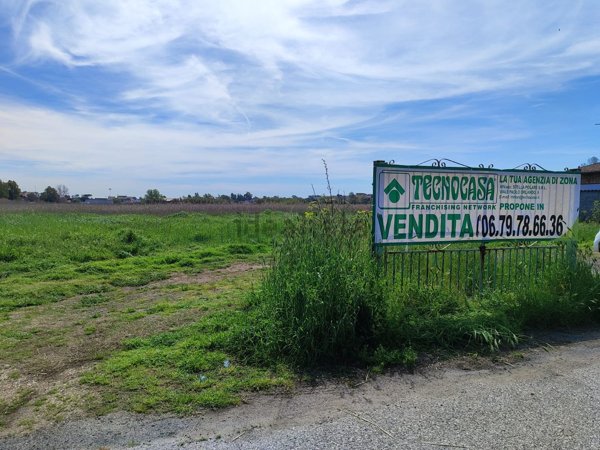 TECNOCASA
FRANCHISING NETWORK
LA TUA AGENZIA DI ZONA
PROPONE IN
VENDITA 06.79.78.66.36